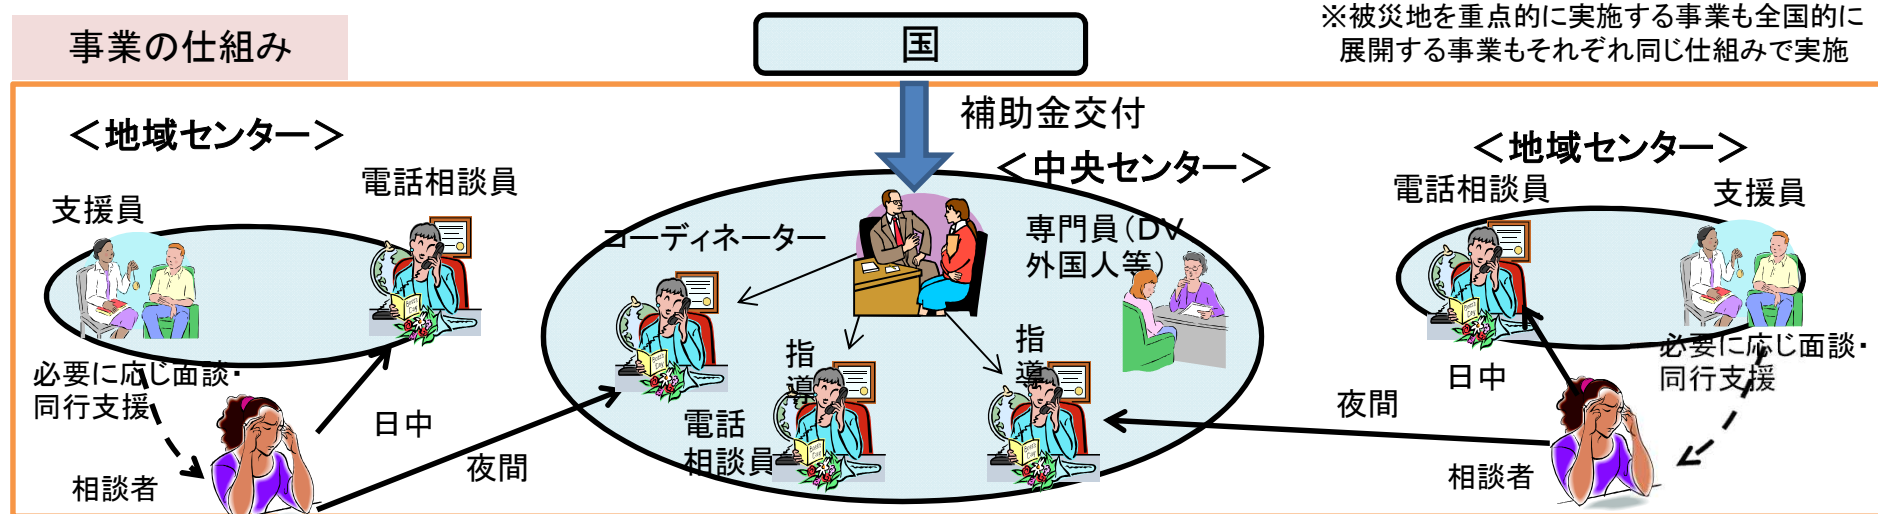 事業の仕組み
国
※被災地を重点的に実施する事業も全国的に
展開する事業もそれぞれ同じ仕組みで実施
補助金交付
＜地域センター＞
電話相談員
支援員
必要に応じ面談・
同行支援
日中
夜間
相談者
＜中央センター＞
コーディネーター
専門員（DV
外国人等）
指導
指導
電話
相談員
＜地域センター＞
電話相談員
支援員
必要に応じ面談・
同行支援
日中
夜間
相談者